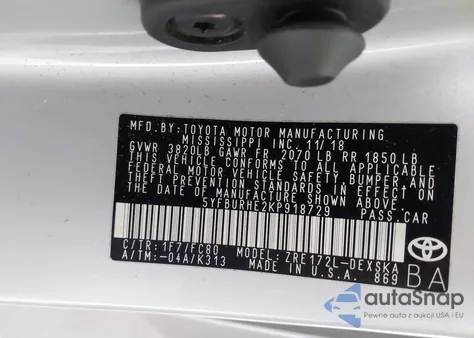 MFD.BY:TOYOTA MOTOR MANUFACTURING
MISSISSIPPI INC. 11/18
GVWR 3820LB GAWR FR 2070 LB RR 1850 LB
THIS VEHICLE CONFORMS TO ALL APPLICABLE
FEDERAL MOTOR VEHICLE SAFETY, BUMPER AND
THEFT PREVENTION STANDARDS IN EFFECT ON
THE DATE OF MANUFACTURE SHOWN ABOVE.
5YFBURHE2KP918729 PASS.CAR
C/TR:1F7/FC80 MODEL: ZRE172L-DEXSKA
A/TM:-04A/K313 MADE IN U.S.A. 869
TOYOTA
BA
autoSnap
Pewne auta z aukcji USA i EU